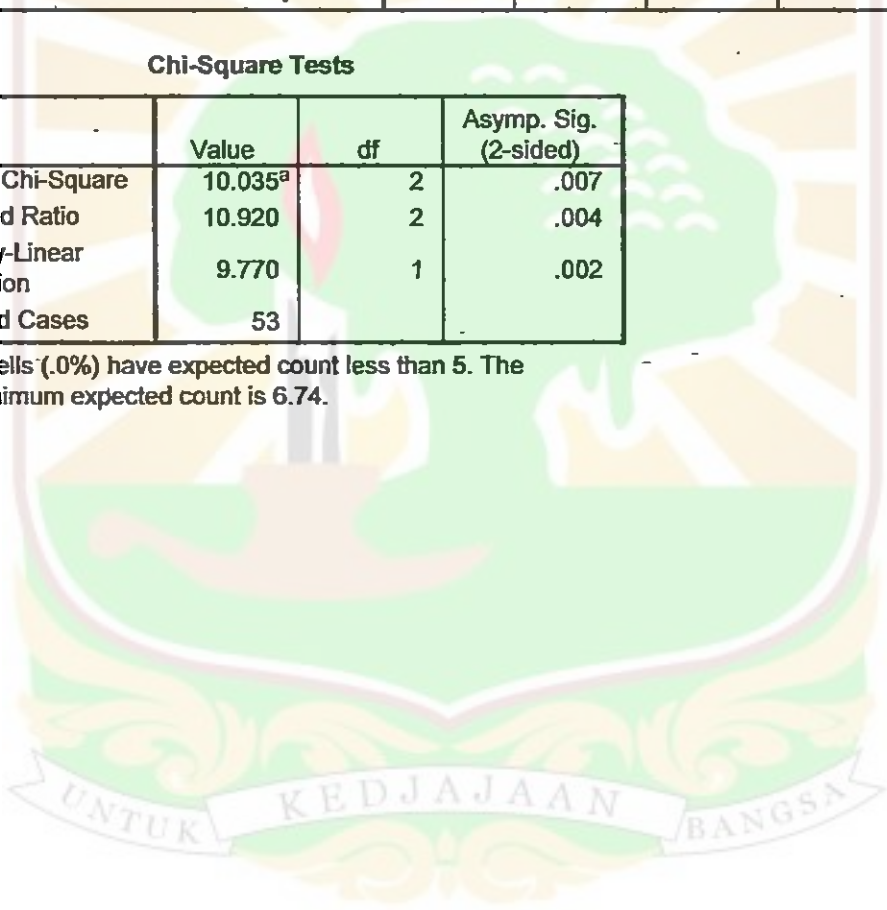 Chi-Square Tests
Value df Asymp. Sig. (2-sided)
Chi-Square 10.035a 2 .007
d Ratio 10.920 2 .004
-Linear
ion 9.770 1 .002
d Cases 53
ells (.0%) have expected count less than 5. The
imum expected count is 6.74.
UNTUK KEDJAJAAN BANGSA